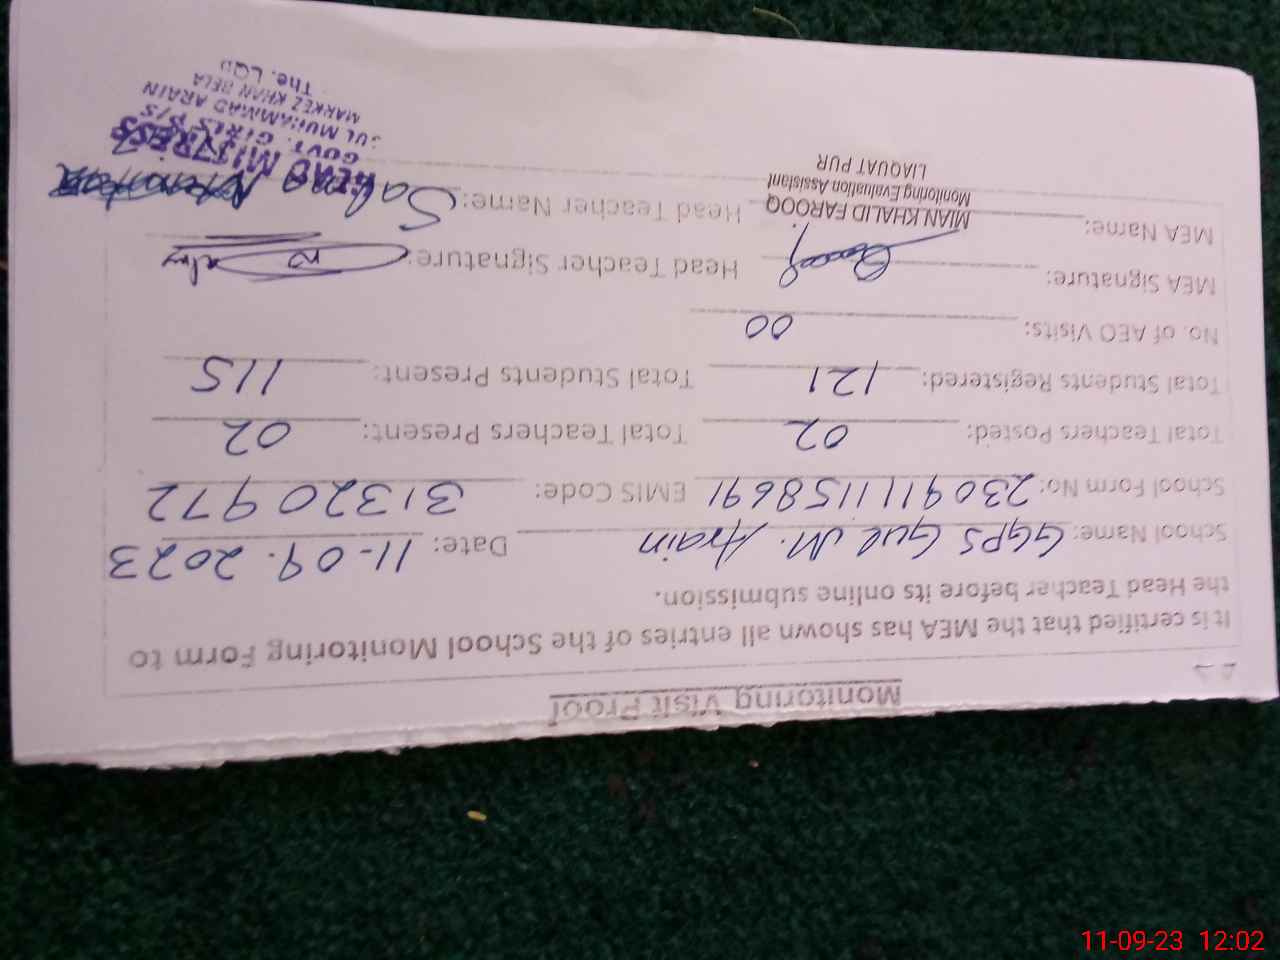 Monitoring Visit Proof
It is certified that the MEA has shown all entries of the School Monitoring Form to
the Head Teacher before its online submission.
School Name: GGPS Gul M. Arain Date: 11-09.2023
School Form No: 2309111158691 EMIS Code: 31320972
Total Teachers Posted: 02 Total Teachers Present: 02
Total Students Registered: 121 Total Students Present: 115
No. of AEO Visits: 00
MEA Signature: Head Teacher Signature:
MEA Name: MIAN KHALID FAROOQ Head Teacher Name:
Monitoring Evaluation Assistant
LIAQUAT PUR
HEAD MISTRESS
GOVT. GIRLS P/S
GUL MUHAMMAD ARAIN
MARKEZ KHAN BELA
The. LQP
11-09-23 12:02